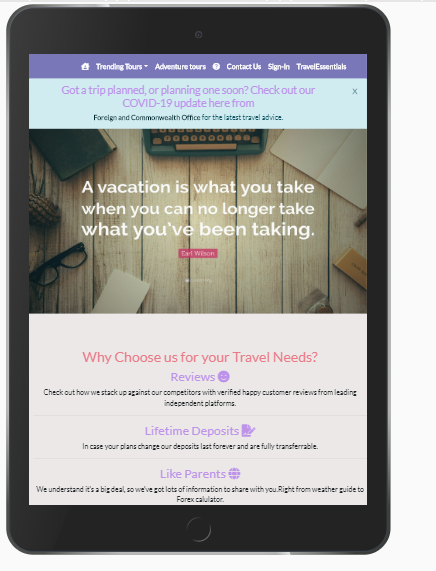 Trending Tours Adventure tours Contact Us Sign-In TravelEssentials
Got a trip planned, or planning one soon? Check out our
COVID-19 update here from
x
Foreign and Commonwealth Office for the latest travel advice.
A vacation is what you take
when you can no longer take
what you've been taking.
Earl Wilson
Why Choose us for your Travel Needs?
Reviews
Check out how we stack up against our competitors with verified happy customer reviews from leading
independent platforms.
Lifetime Deposits
In case your plans change our deposits last forever and are fully transferrable.
Like Parents
We understand it's a big deal, so we've got lots of information to share with you.Right from weather guide to
Forex calulator.